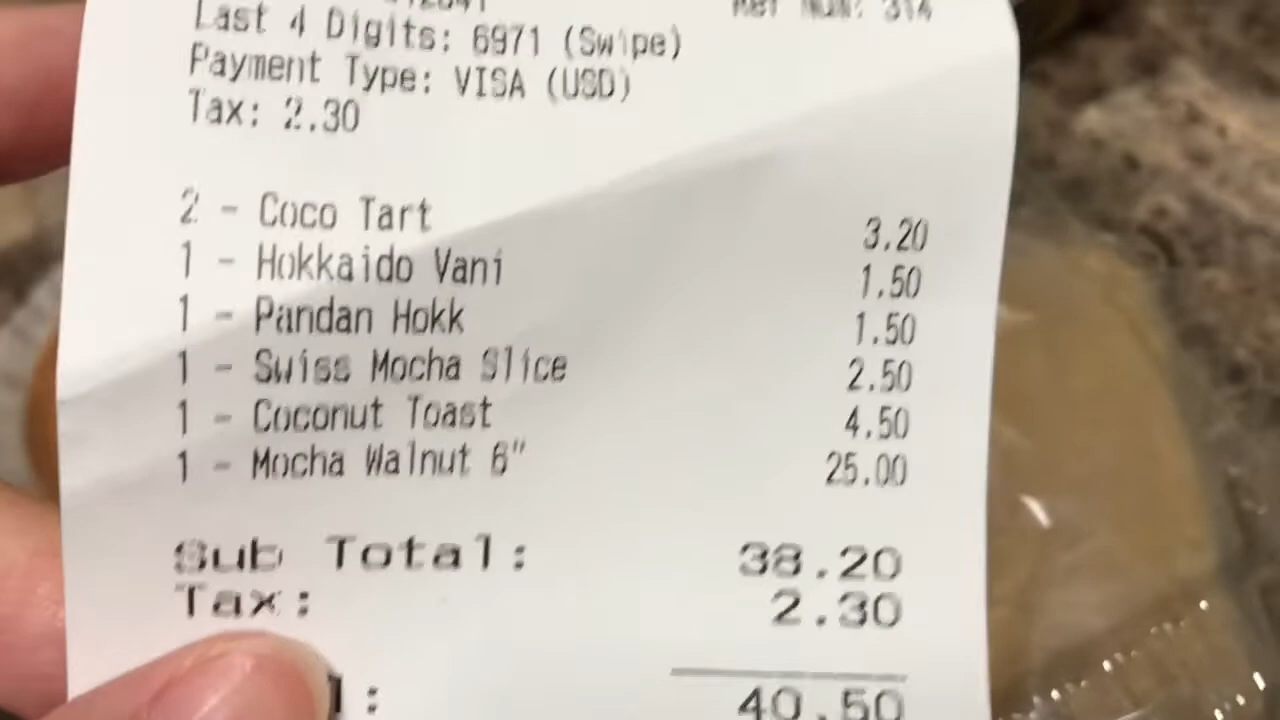 Last 4 Digits: 6971 (Swipe)
Payment Type: VISA (USD)
Tax: 2.30
2 - Coco Tart 3.20
1 - Hokkaido Vani 1.50
1 - Pandan Hokk 1.50
1 - Swiss Mocha Slice 2.50
1 - Coconut Toast 4.50
1 - Mocha Walnut 6" 25.00
Sub Total: 38.20
Tax: 2.30
40.50